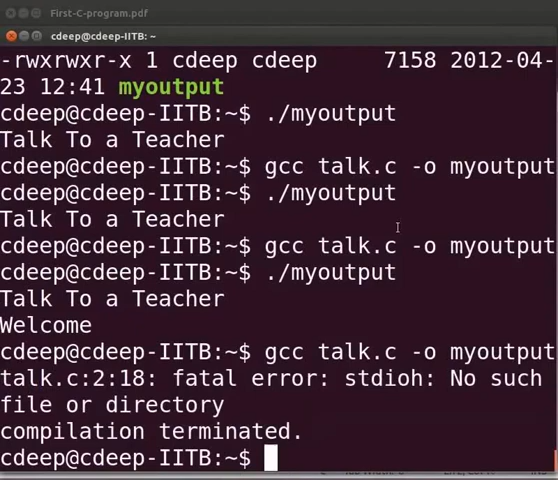 First-C-program.pdf
cdeep@cdeep-IITB: ~
-rwxrwxr-x 1 cdeep cdeep     7158 2012-04-
23 12:41 myoutput
cdeep@cdeep-IITB:~$ ./myoutput
Talk To a Teacher
cdeep@cdeep-IITB:~$ gcc talk.c -o myoutput
cdeep@cdeep-IITB:~$ ./myoutput
Talk To a Teacher
cdeep@cdeep-IITB:~$ gcc talk.c -o myoutput
cdeep@cdeep-IITB:~$ ./myoutput
Talk To a Teacher
Welcome
cdeep@cdeep-IITB:~$ gcc talk.c -o myoutput
talk.c:2:18: fatal error: stdioh: No such
file or directory
compilation terminated.
cdeep@cdeep-IITB:~$